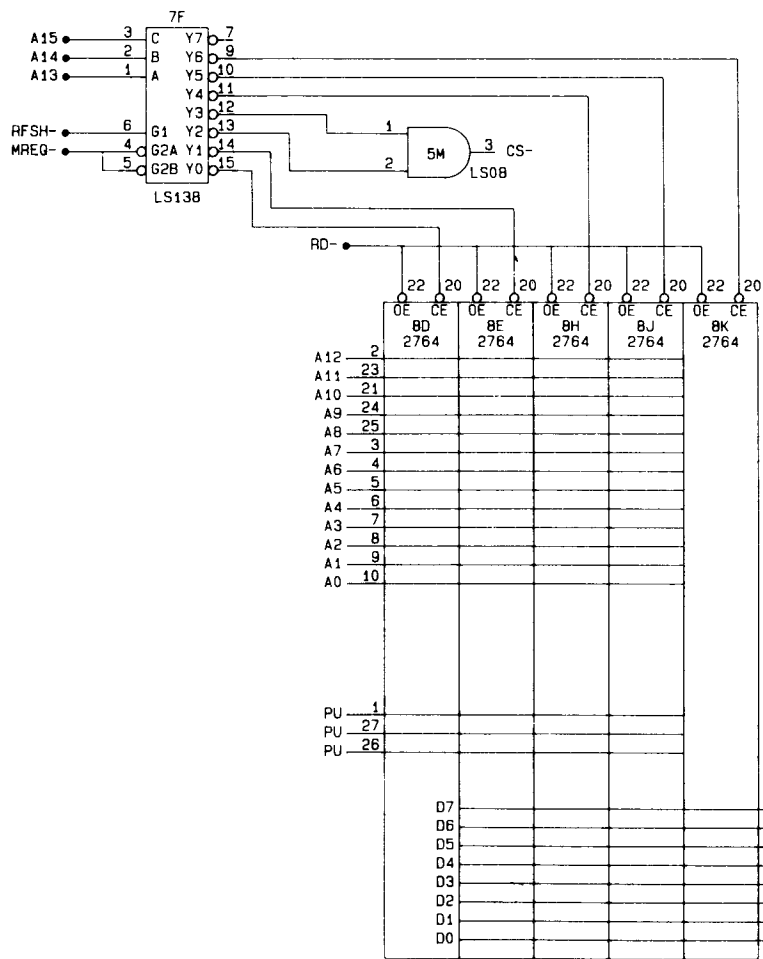 7F
A15 3 C Y7 7
A14 2 B Y6 9
A13 1 A Y5 10
Y4 11
Y3 12
RFSH- 6 G1 Y2 13
MREQ- 4 G2A Y1 14
5 G2B Y0 15
LS138
1
2
5M
3 CS-
LS08
RD-
22 20 22 20 22 20 22 20 22 20
OE CE OE CE OE CE OE CE OE CE
8D 8E 8H 8J 8K
2764 2764 2764 2764 2764
A12 2
A11 23
A10 21
A9 24
A8 25
A7 3
A6 4
A5 5
A4 6
A3 7
A2 8
A1 9
A0 10
PU 1
PU 27
PU 26
D7
D6
D5
D4
D3
D2
D1
D0